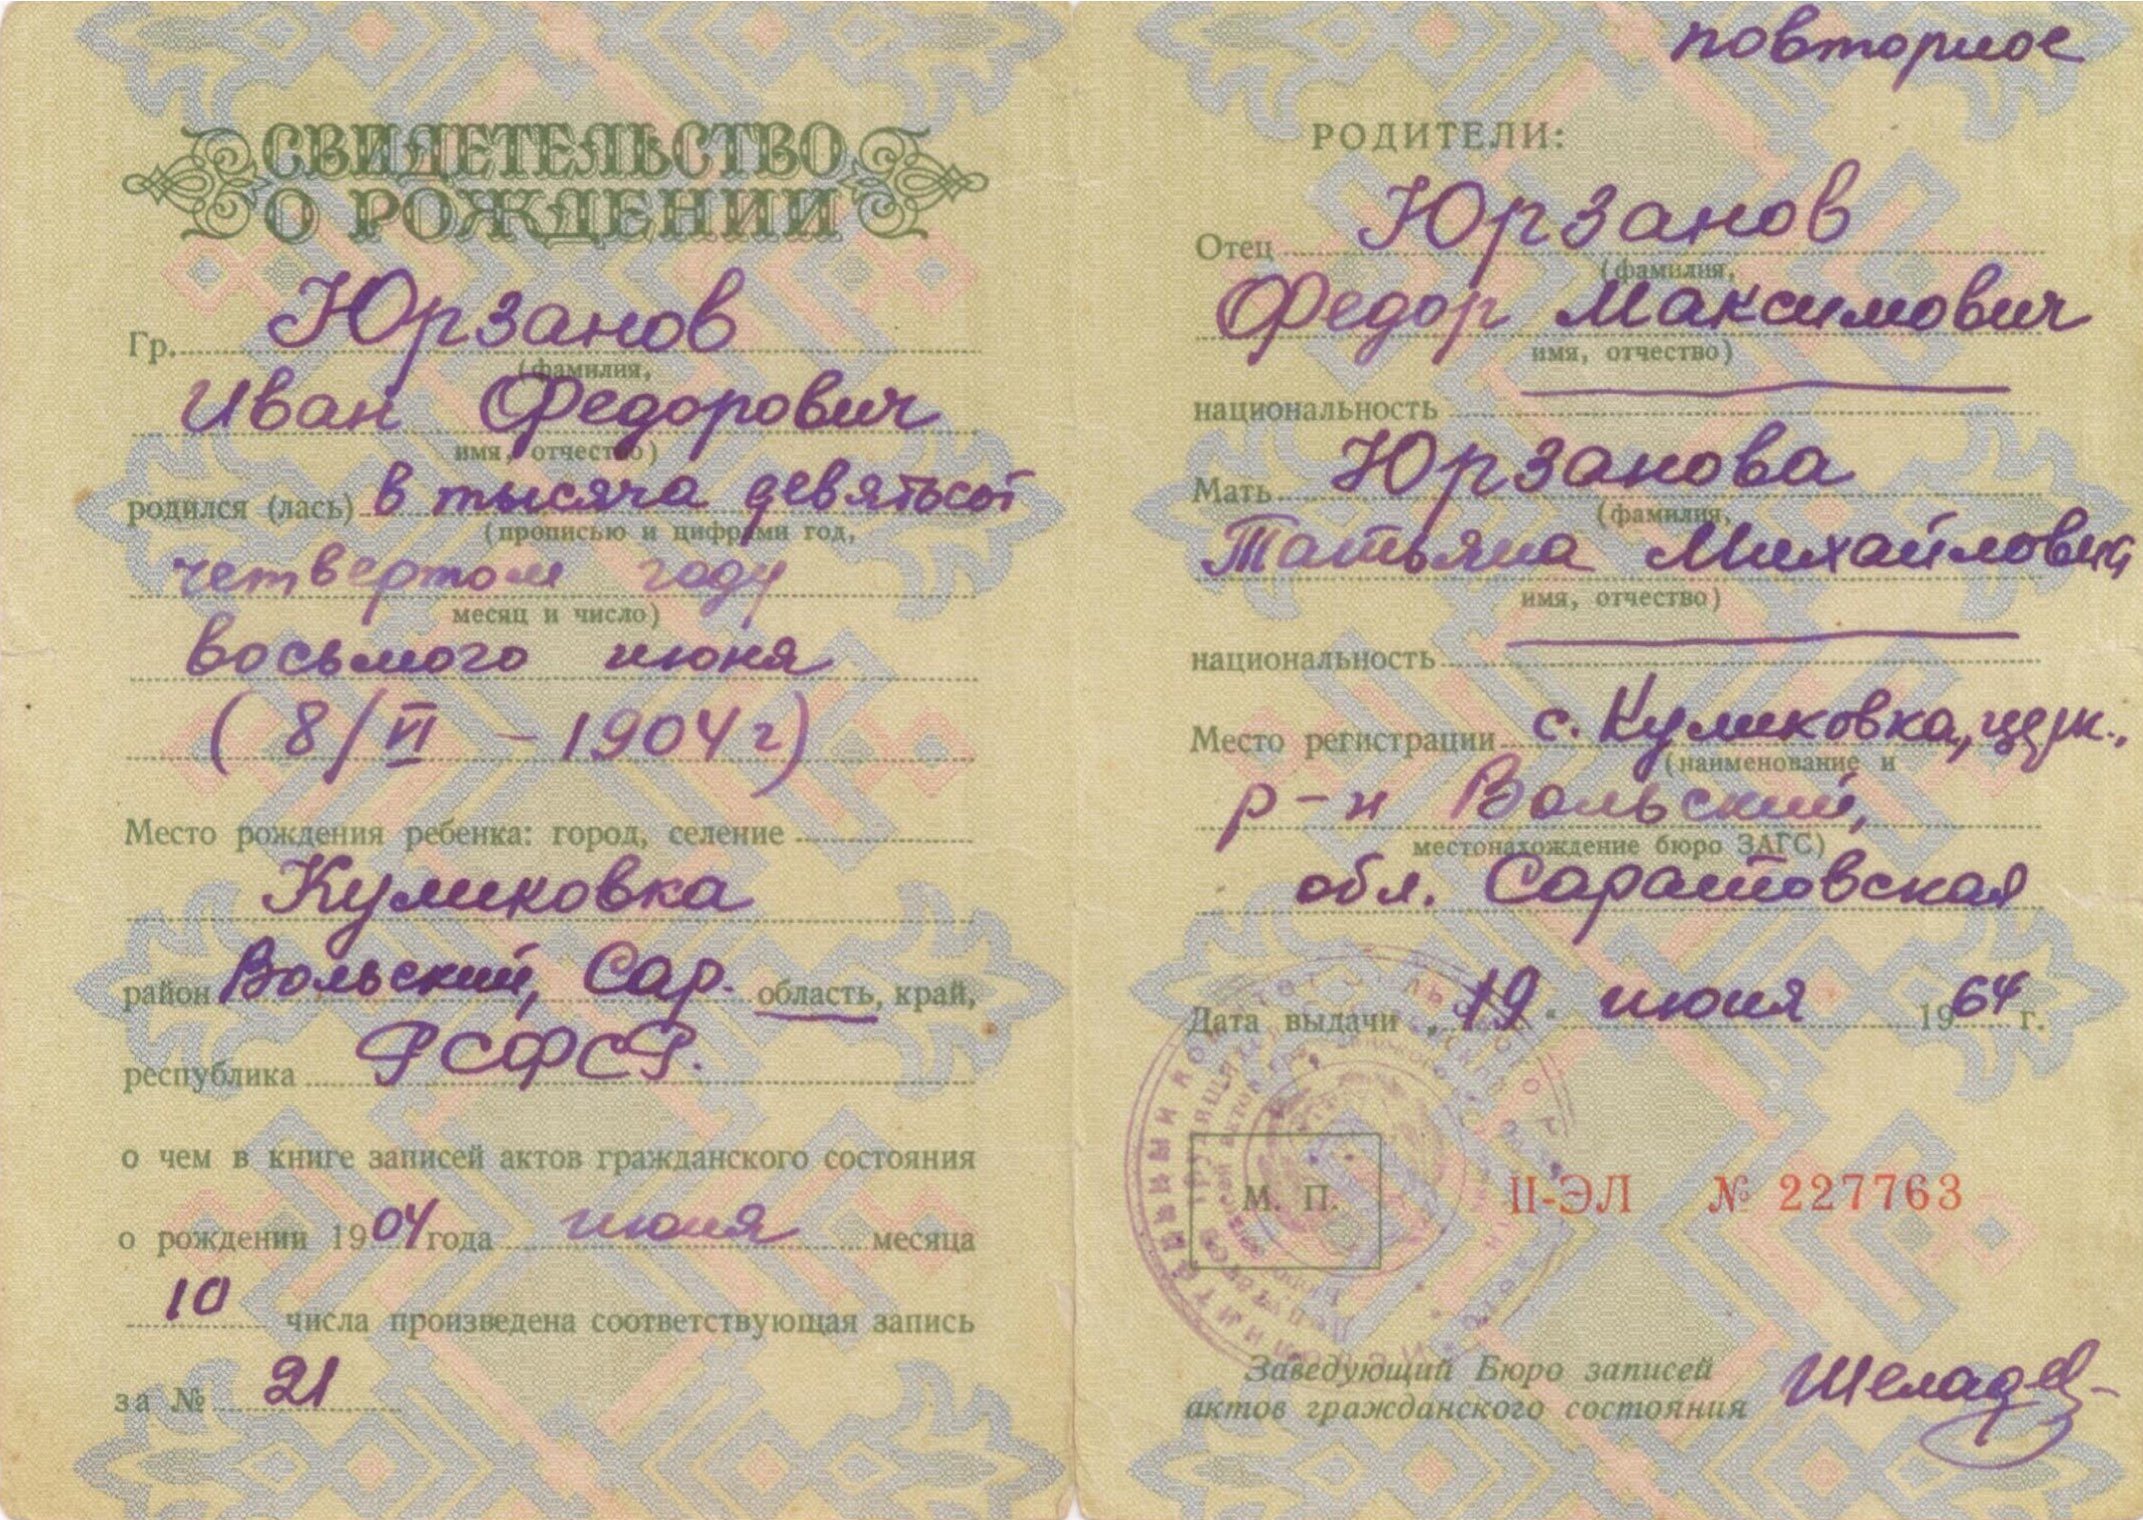 СВИДЕТЕЛЬСТВО
О РОЖДЕНИИ
Гр. Юрзанов
(фамилия,
Иван Федорович
имя, отчество)
родился (лась) в тысяча девятьсот
(прописью и цифрами год,
четвертом году
месяц и число)
восьмого июня
(8/VI – 1904 г)
Место рождения ребенка: город, селение
Куликовка
район Вольский, Сар. область, край,
республика РСФСР.
о чем в книге записей актов гражданского состояния
о рождении 1904 года июня месяца
10 числа произведена соответствующая запись
за № 21
повторное
РОДИТЕЛИ:
Отец Юрзанов
(фамилия,
Федор Максимович
имя, отчество)
национальность
Мать Юрзанова
(фамилия,
Татьяна Михайловна
имя, отчество)
национальность
Место регистрации с. Куликовка, церк.,
(наименование и
р-н Вольский,
местонахождение бюро ЗАГС)
обл. Саратовская
Дата выдачи „19“ июня 1964 г.
М. П.
II-ЭЛ № 227763
Заведующий Бюро записей
актов гражданского состояния